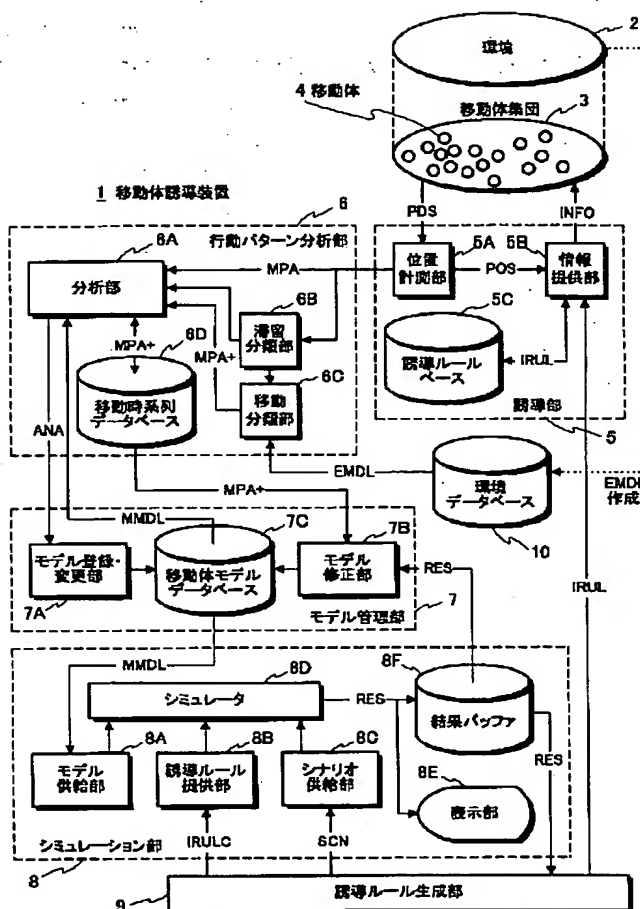 2
環境
4 移動体
移動体集団
3
1 移動体誘導装置
6
PDS
INFO
行動パターン分析部
6A
分析部
MPA
位置
計測部
5A
POS
5B
情報
提供部
5C
誘導ルール
ベース
IRUL
誘導部
5
6B
滞留
分類部
MPA+
6D
MPA+
6C
移動
分類部
移動時系列
データベース
ANA
EMDL
環境
データベース
10
EMDL
作成
MPA+
MMDL
7C
7B
モデル登録・
変更部
7A
移動体モデル
データベース
モデル
修正部
RES
IRUL
モデル管理部
7
MMDL
8D
シミュレータ
RES
8F
結果バッファ
RES
8A
モデル
供給部
8B
誘導ルール
提供部
8C
シナリオ
供給部
8E
表示部
シミュレーション部
8
IRULC
SCN
9
誘導ルール生成部